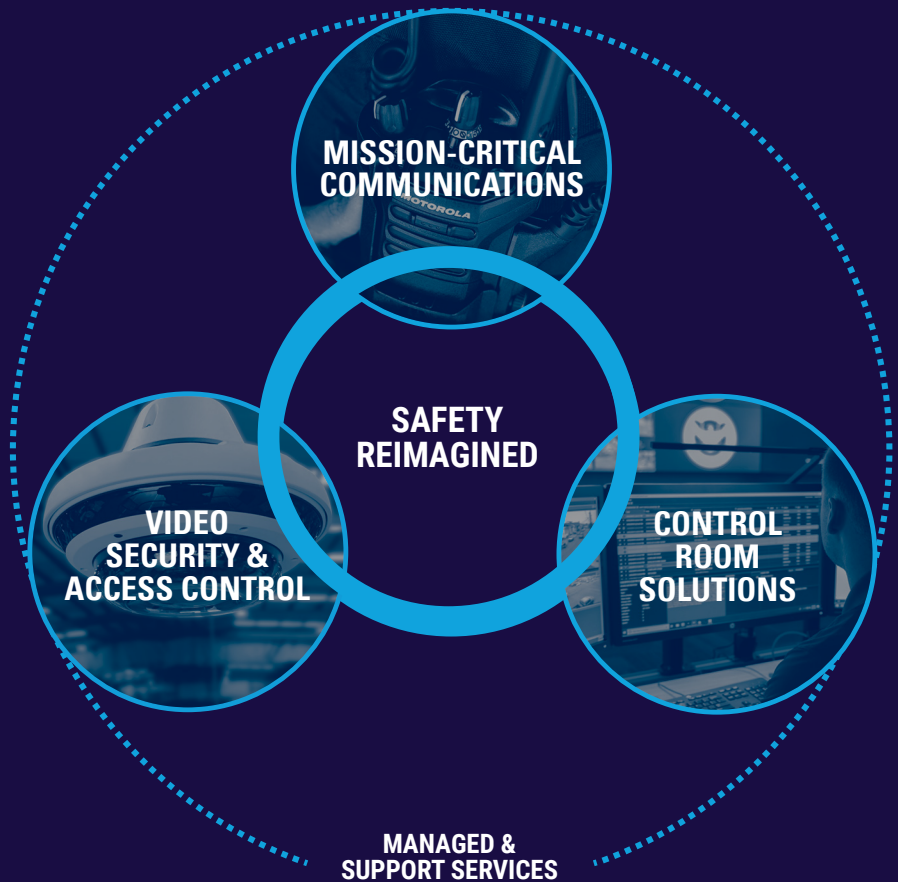 MISSION-CRITICAL
COMMUNICATIONS
MOTOROLA
SAFETY
REIMAGINED
VIDEO
SECURITY &
ACCESS CONTROL
CONTROL
ROOM
SOLUTIONS
MANAGED &
SUPPORT SERVICES